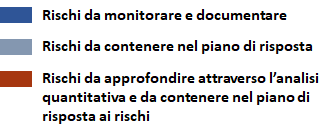 Rischi da monitorare e documentare
Rischi da contenere nel piano di risposta
Rischi da approfondire attraverso l'analisi
quantitativa e da contenere nel piano di
risposta ai rischi